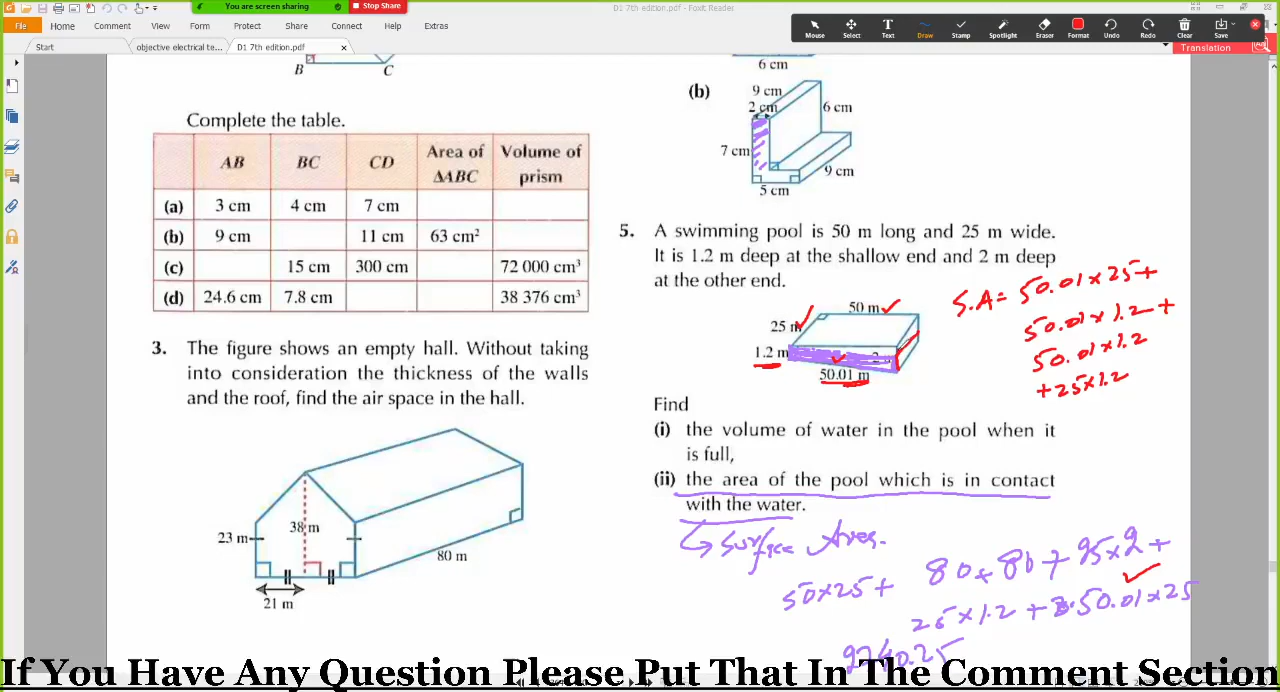 You are screen sharing
Stop Share
D1 7th edition.pdf - Foxit Reader
File Home Comment View Form Protect Share Connect Help Extras
Mouse Select Text Draw Stamp Spotlight Eraser Format Undo Redo Clear Save
Start objective electrical te... D1 7th edition.pdf
Translation
B C
Complete the table.
AB BC CD Area of ΔABC Volume of prism
(a) 3 cm 4 cm 7 cm
(b) 9 cm 11 cm 63 cm²
(c) 15 cm 300 cm 72 000 cm³
(d) 24.6 cm 7.8 cm 38 376 cm³
3. The figure shows an empty hall. Without taking
into consideration the thickness of the walls
and the roof, find the air space in the hall.
23 m
38 m
80 m
21 m
6 cm
(b)
9 cm
2 cm
6 cm
7 cm
9 cm
5 cm
5. A swimming pool is 50 m long and 25 m wide.
It is 1.2 m deep at the shallow end and 2 m deep
at the other end.
50 m
25 m
1.2 m
2
50.01 m
S.A = 50.01 x 25 +
50.01 x 1.2 +
50.01 x 1.2
+ 25 x 1.2
Find
(i) the volume of water in the pool when it
is full,
(ii) the area of the pool which is in contact
with the water.
↳ Surface Area.
50x25 + 80 + 80 + 25x2 +
25 x 1.2 + 50.01 x 25
2740.25
If You Have Any Question Please Put That In The Comment Section